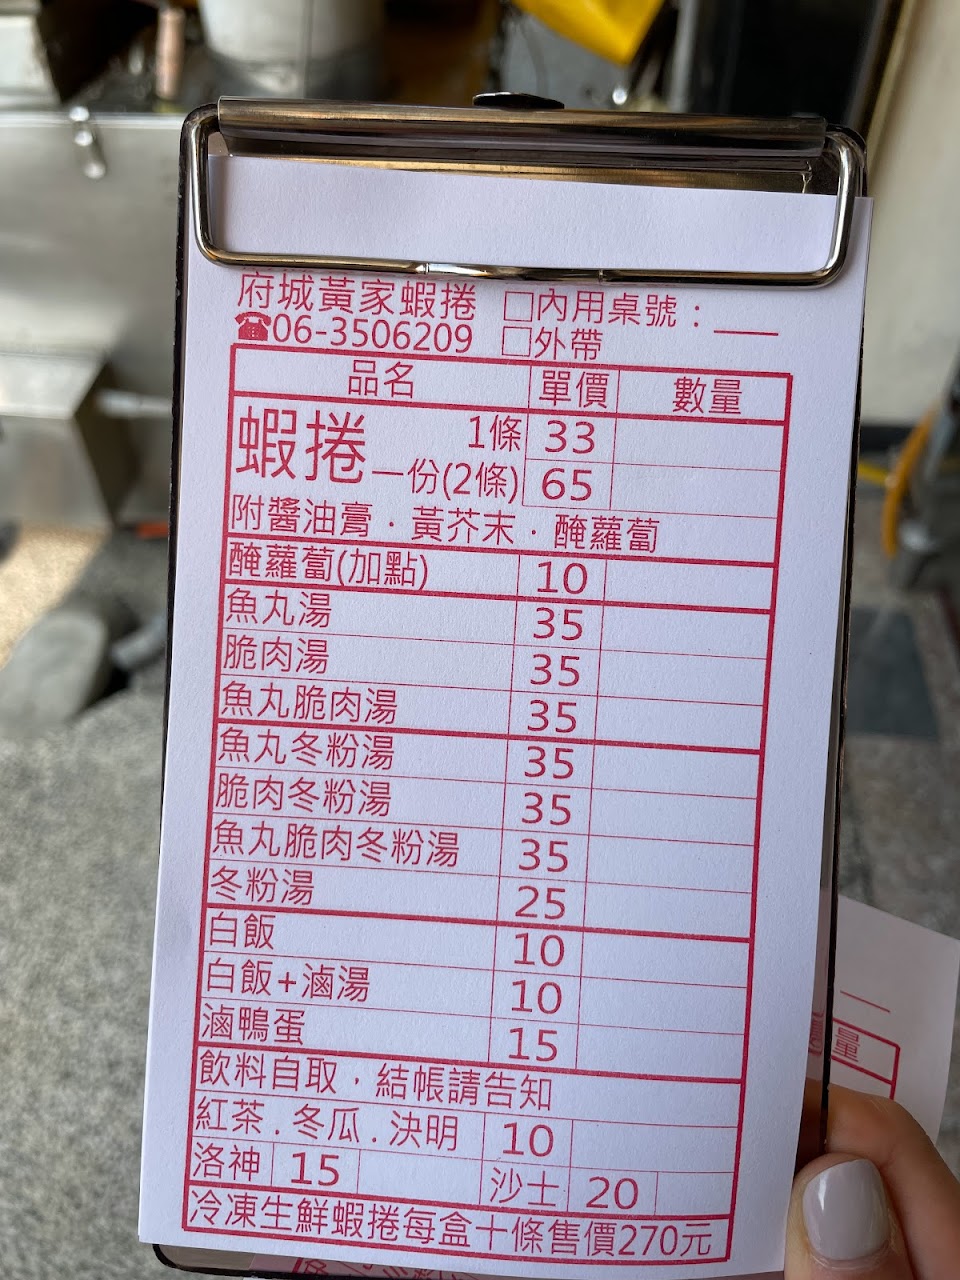 府城黃家蝦捲 □內用桌號：___
☎06-3506209 □外帶
品名 單價 數量
蝦捲 1條 33
一份(2條) 65
附醬油膏．黃芥末．醃蘿蔔
醃蘿蔔(加點) 10
魚丸湯 35
脆肉湯 35
魚丸脆肉湯 35
魚丸冬粉湯 35
脆肉冬粉湯 35
魚丸脆肉冬粉湯 35
冬粉湯 25
白飯 10
白飯+滷湯 10
滷鴨蛋 15
飲料自取．結帳請告知
紅茶．冬瓜．決明 10
洛神 15 沙士 20
冷凍生鮮蝦捲每盒十條售價270元
量